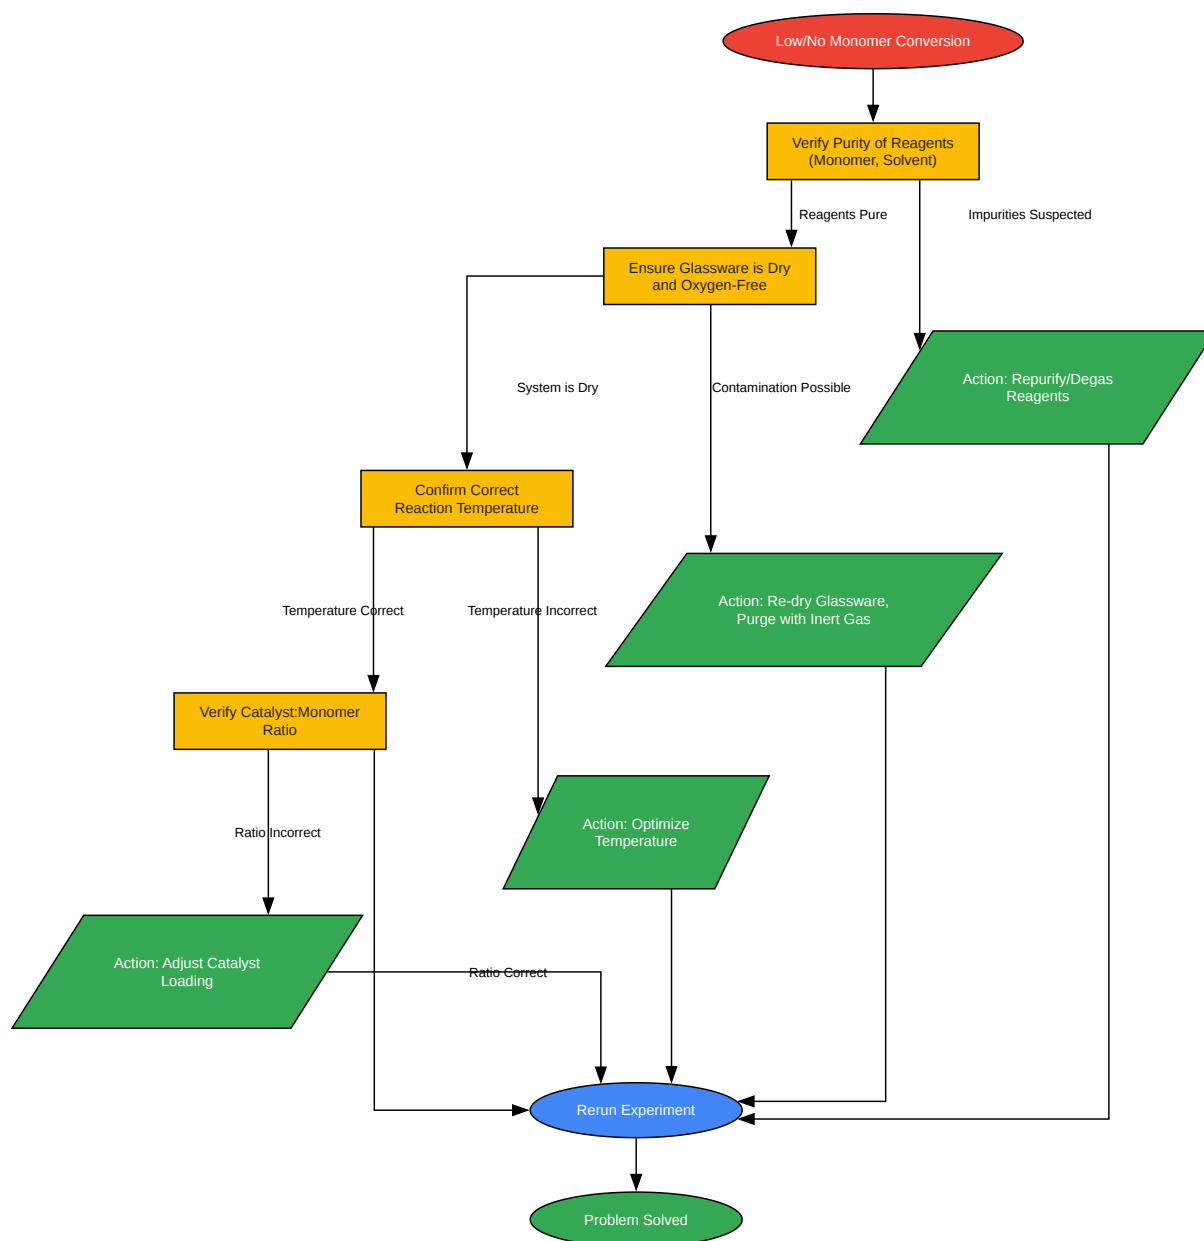 Low/No Monomer Conversion
Verify Purity of Reagents
(Monomer, Solvent)
Reagents Pure
Impurities Suspected
Ensure Glassware is Dry
and Oxygen-Free
System is Dry
Contamination Possible
Action: Repurify/Degas
Reagents
Confirm Correct
Reaction Temperature
Temperature Correct
Temperature Incorrect
Action: Re-dry Glassware,
Purge with Inert Gas
Verify Catalyst:Monomer
Ratio
Ratio Incorrect
Action: Optimize
Temperature
Action: Adjust Catalyst
Loading
Ratio Correct
Rerun Experiment
Problem Solved